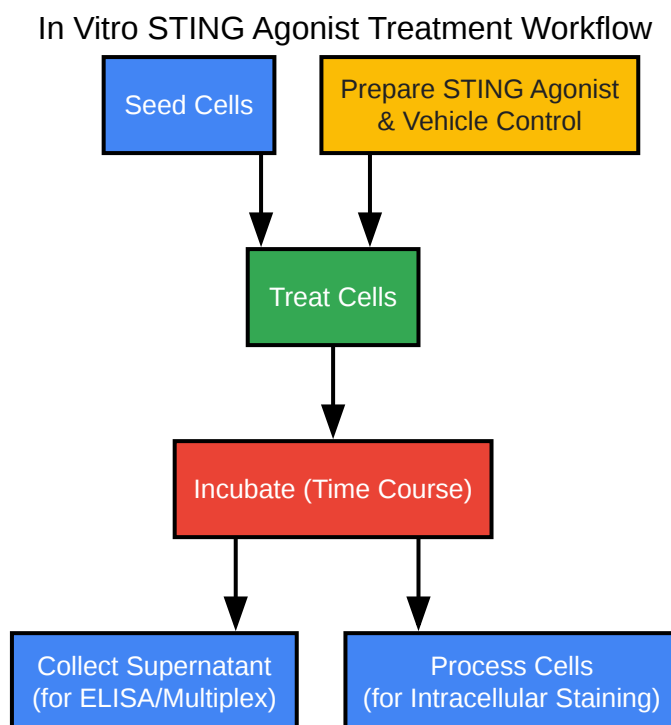 In Vitro STING Agonist Treatment Workflow
Seed Cells
Prepare STING Agonist
& Vehicle Control
Treat Cells
Incubate (Time Course)
Collect Supernatant
(for ELISA/Multiplex)
Process Cells
(for Intracellular Staining)